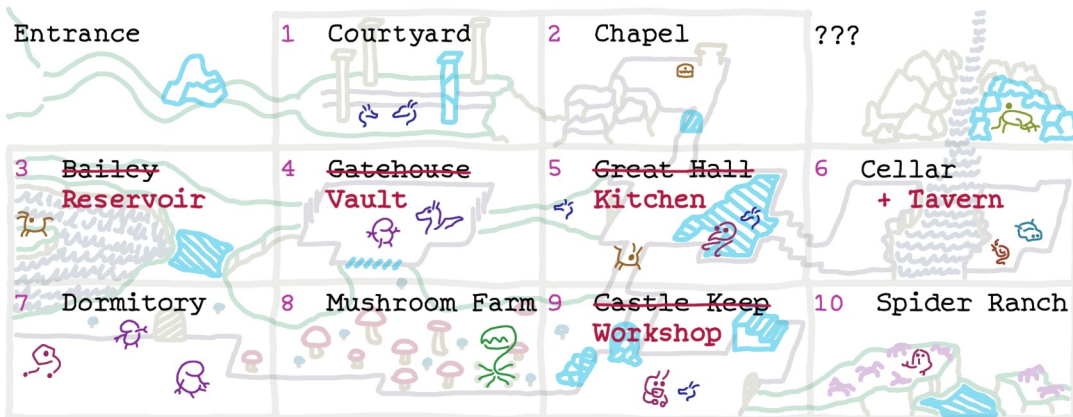 Entrance
1 Courtyard
2 Chapel
???
3 Bailey
Reservoir
4 Gatehouse
Vault
5 Great Hall
Kitchen
6 Cellar
+ Tavern
7 Dormitory
8 Mushroom Farm
9 Castle Keep
Workshop
10 Spider Ranch